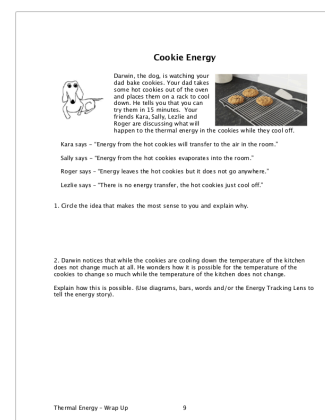 Cookie Energy
Darwin, the dog, is watching your
dad bake cookies. Your dad takes
some hot cookies out of the oven
and places them on a rack to cool
down. He tells you that you can
try them in 15 minutes. Your
friends Kara, Sally, Lezlie and
Roger are discussing what will
happen to the thermal energy in the cookies while they cool off.
Kara says - "Energy from the hot cookies will transfer to the air in the room."
Sally says - "Energy from the hot cookies evaporates into the room."
Roger says - "Energy leaves the hot cookies but it does not go anywhere."
Lezlie says - "There is no energy transfer, the hot cookies just cool off."
1. Circle the idea that makes the most sense to you and explain why.
2. Darwin notices that while the cookies are cooling down the temperature of the kitchen
does not change much at all. He wonders how it is possible for the temperature of the
cookies to change so much while the temperature of the kitchen does not change.
Explain how this is possible. (Use diagrams, bars, words and/or the Energy Tracking Lens to
tell the energy story).
Thermal Energy - Wrap Up 9